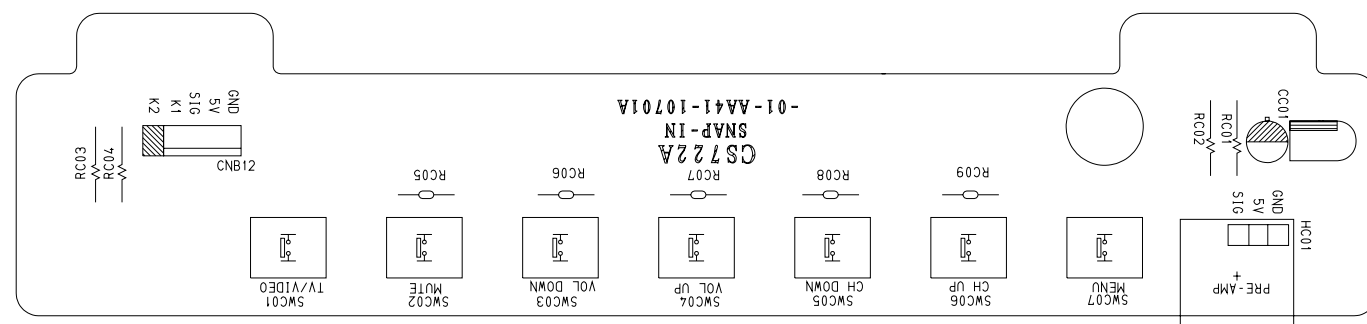 K2
K1
SIG
5V
GND
CNB12
RC03
RC04
-01-AA41-10701A
SNAP-IN
CS722A
RC05
RC06
RC07
RC08
RC09
CC01
RC01
RC02
SIG
5V
GND
HC01
TV/VIDEO
SWC01
MUTE
SWC02
VOL DOWN
SWC03
VOL UP
SWC04
CH DOWN
SWC05
CH UP
SWC06
MENU
SWC07
+
PRE-AMP